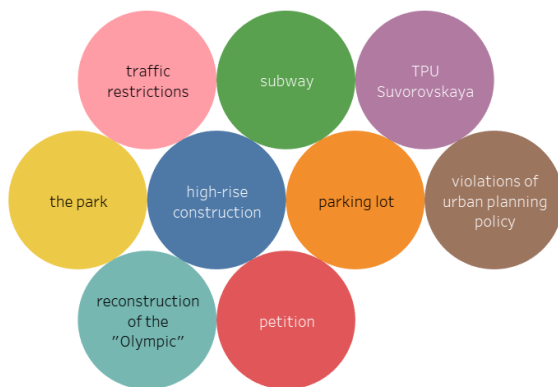 traffic
restrictions
subway
TPU
Suvorovskaya
the park
high-rise
construction
parking lot
violations of
urban planning
policy
reconstruction
of the
"Olympic"
petition